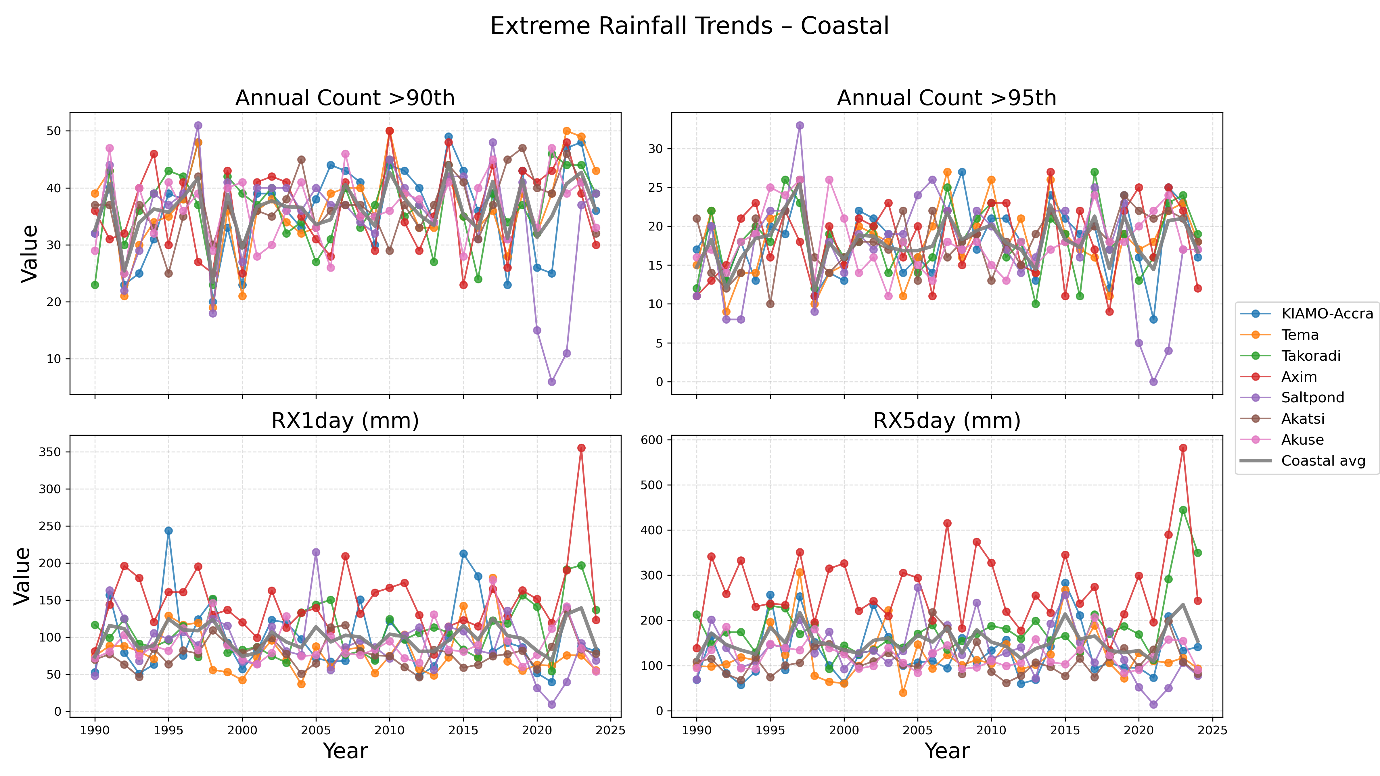 Extreme Rainfall Trends – Coastal
Annual Count >90th
Annual Count >95th
Value
50
40
30
20
10
30
25
20
15
10
5
0
KIAMO-Accra
Tema
Takoradi
Axim
Saltpond
Akatsi
Akuse
Coastal avg
RX1day (mm)
RX5day (mm)
Value
350
300
250
200
150
100
50
0
600
500
400
300
200
100
0
1990 1995 2000 2005 2010 2015 2020 2025
1990 1995 2000 2005 2010 2015 2020 2025
Year
Year